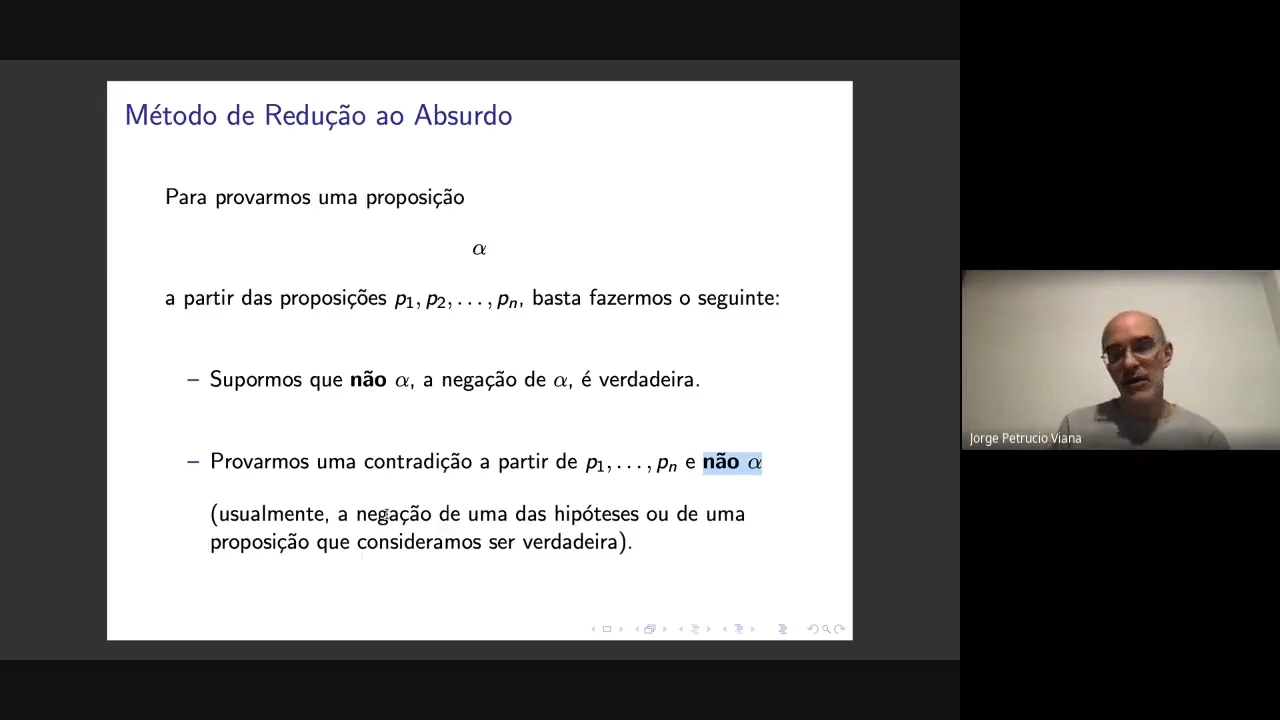 Método de Redução ao Absurdo
Para provarmos uma proposição
α
a partir das proposições p₁, p₂, . . . , pₙ, basta fazermos o seguinte:
– Supormos que não α, a negação de α, é verdadeira.
– Provarmos uma contradição a partir de p₁, . . . , pₙ e não α
(usualmente, a negação de uma das hipóteses ou de uma
proposição que consideramos ser verdadeira).
Jorge Petrucio Viana